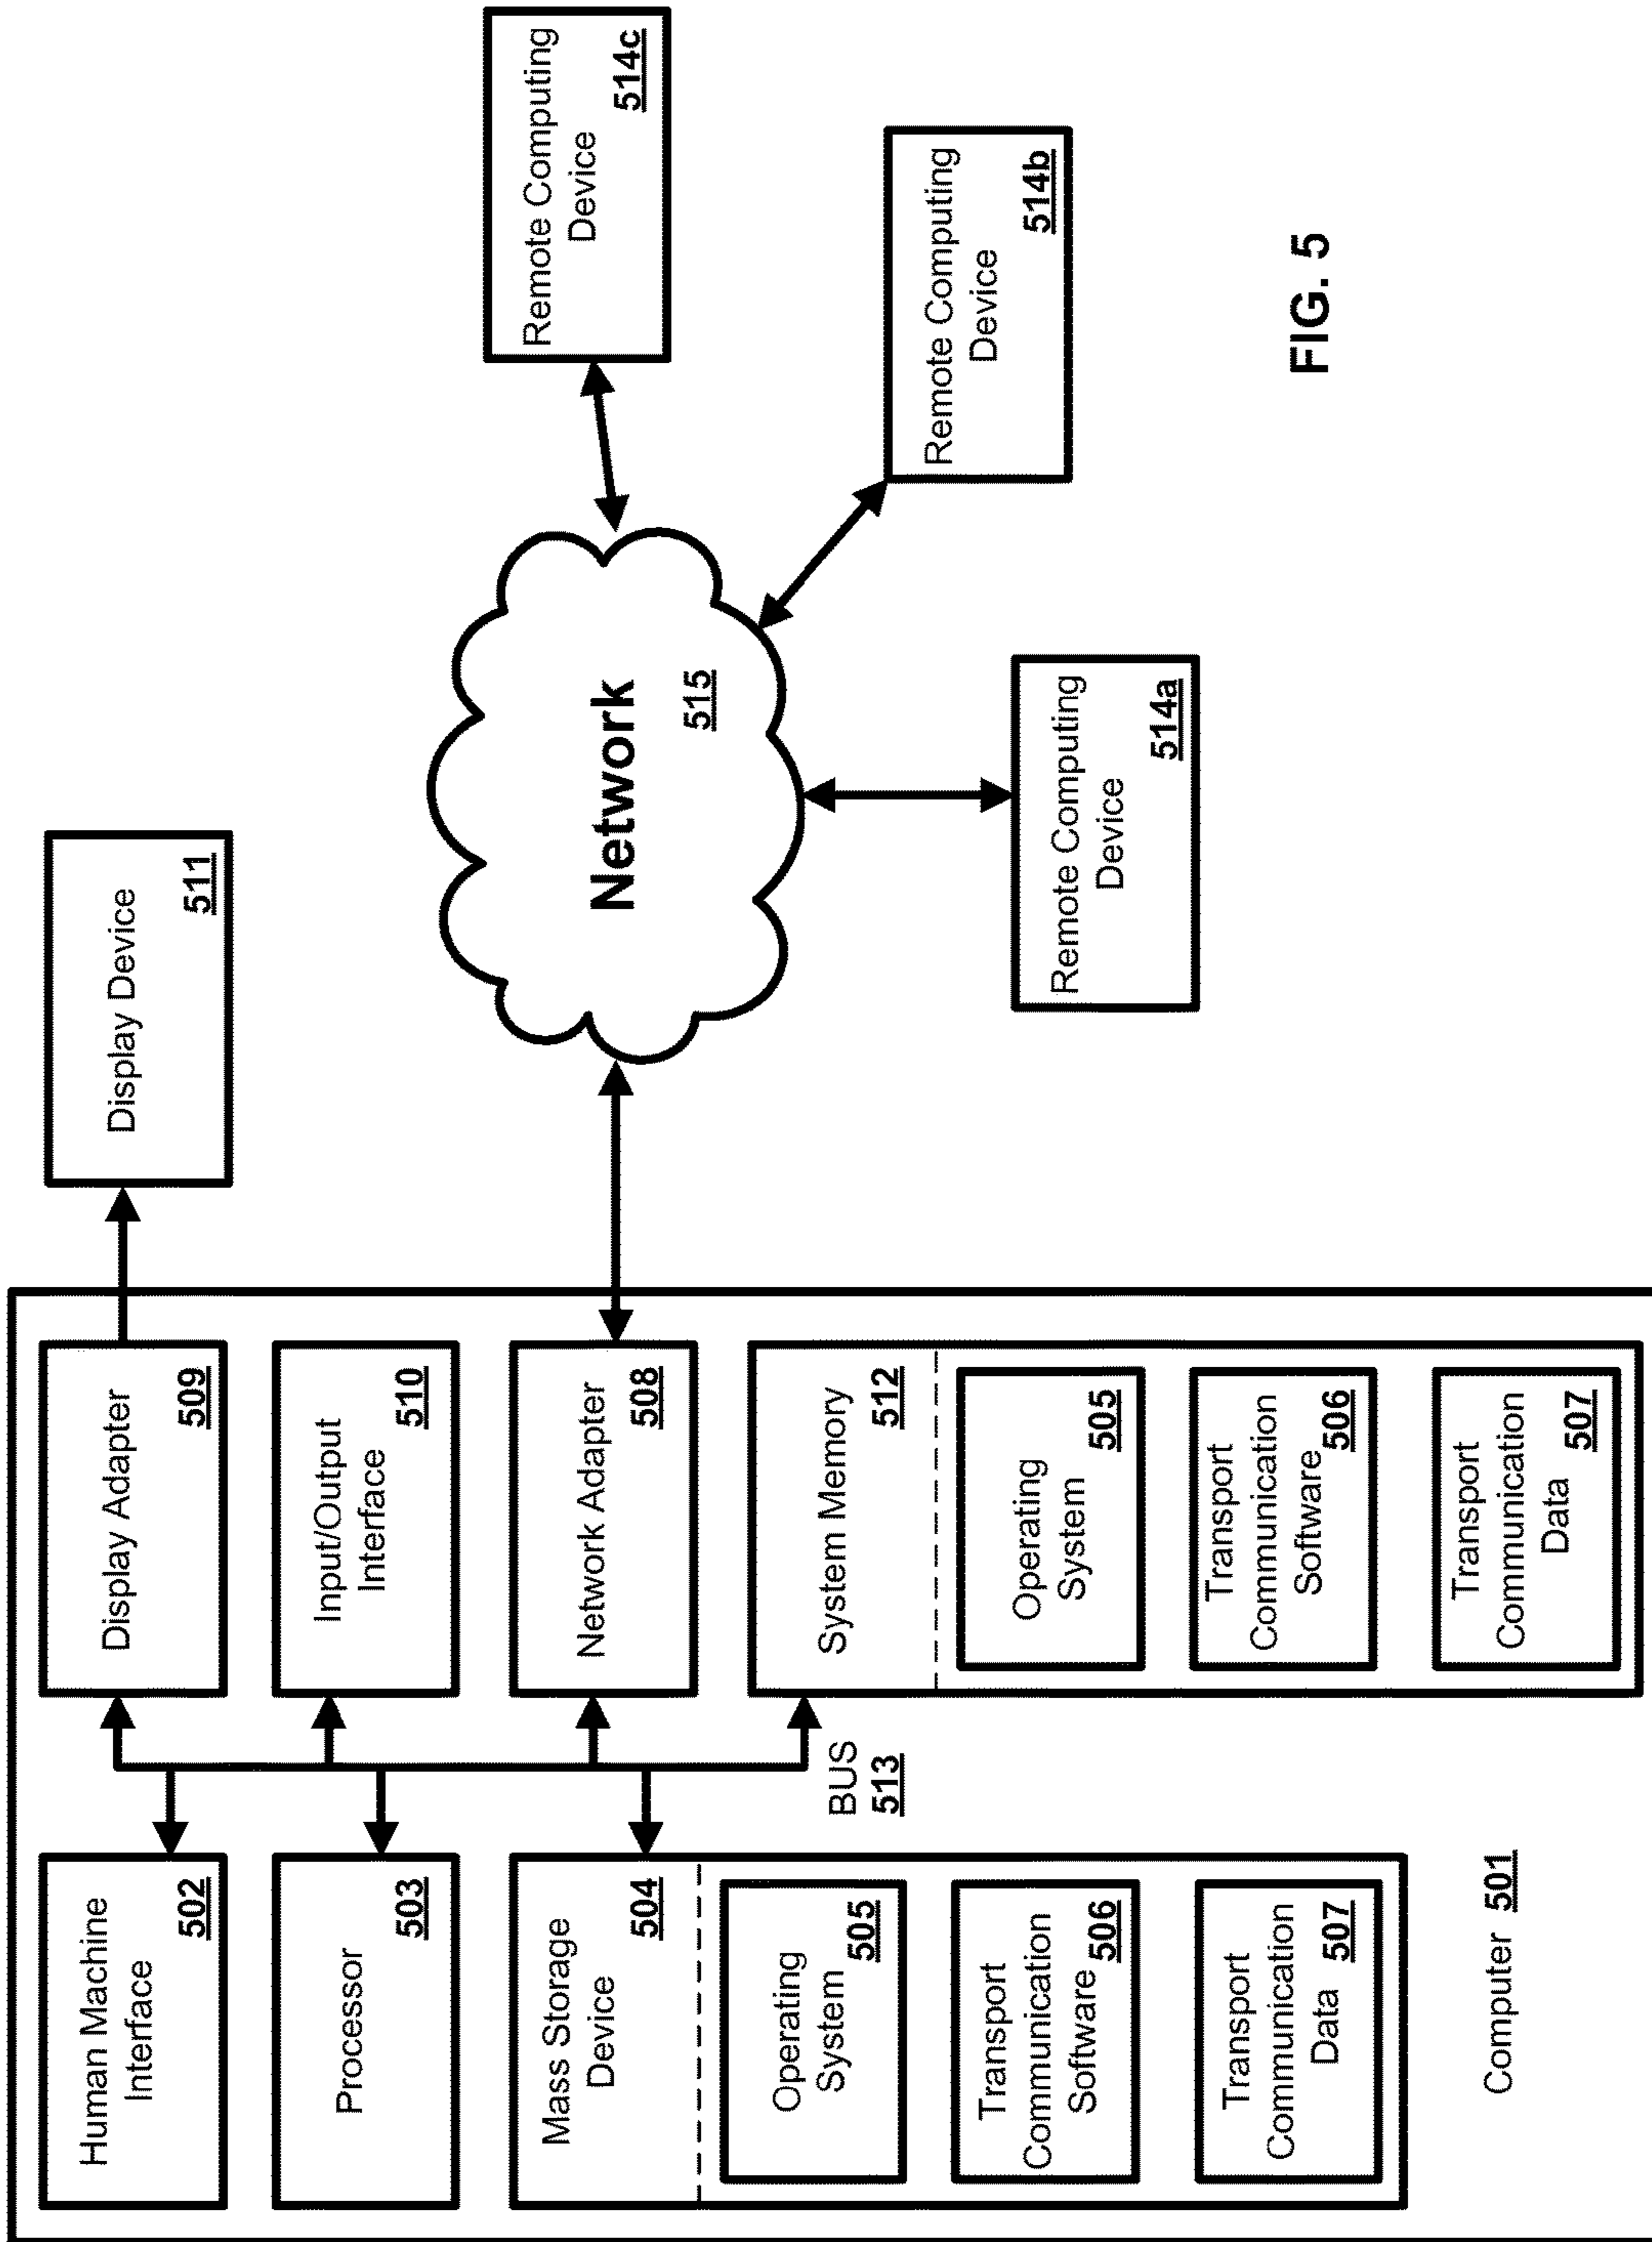 Human Machine
Interface
502
Processor
503
Mass Storage
Device
504
Operating
System
505
Transport
Communication
Software 506
Transport
Communication
Data 507
Computer 501
BUS
513
Display Adapter
509
Input/Output
Interface
510
Network Adapter
508
System Memory
512
Operating
System
505
Transport
Communication
Software 506
Transport
Communication
Data
507
Display Device
511
Network
515
Remote Computing
Device
514a
Remote Computing
Device
514b
Remote Computing
Device
514c
FIG. 5